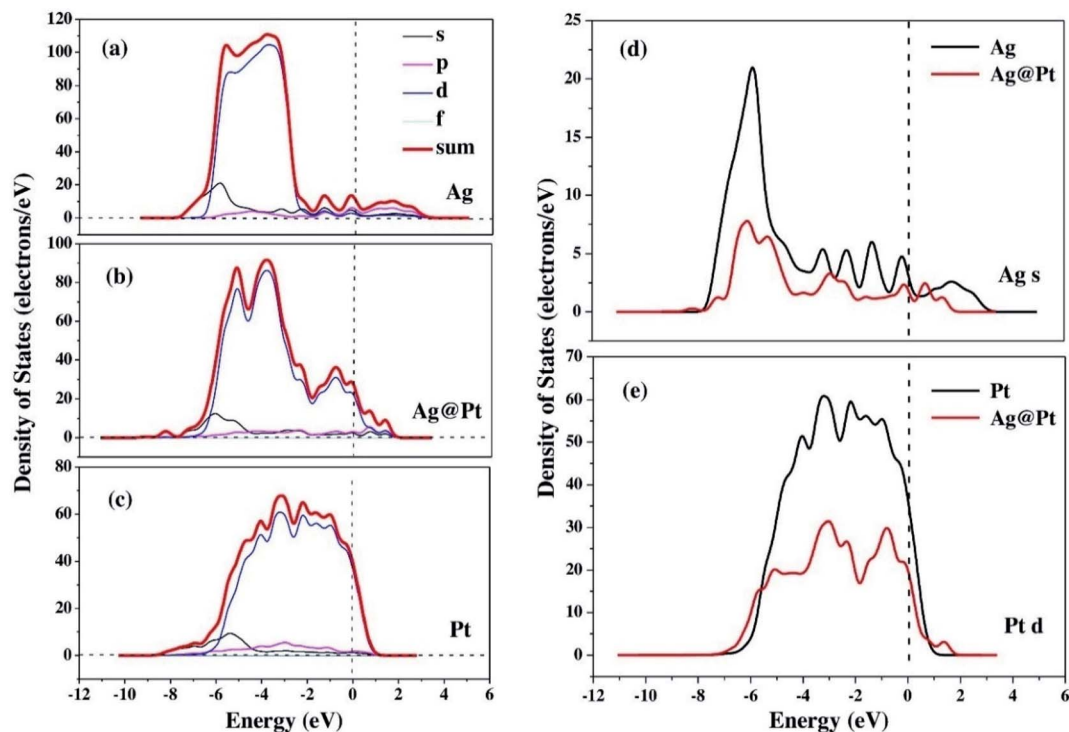 (a)
s
p
d
f
sum
Ag
120
100
80
60
40
20
0
(b)
Ag@Pt
100
80
60
40
20
0
(c)
Pt
80
60
40
20
0
-12 -10 -8 -6 -4 -2 0 2 4 6
Energy (eV)
Density of States (electrons/eV)
(d)
Ag
Ag@Pt
Ag s
25
20
15
10
5
0
(e)
Pt
Ag@Pt
Pt d
70
60
50
40
30
20
10
0
-12 -10 -8 -6 -4 -2 0 2 4 6
Energy (eV)
Density of States (electrons/eV)